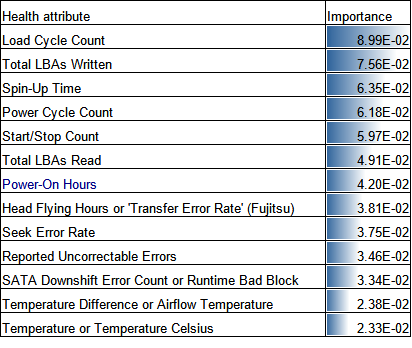 Health attribute Importance
Load Cycle Count 8.99E-02
Total LBAs Written 7.56E-02
Spin-Up Time 6.35E-02
Power Cycle Count 6.18E-02
Start/Stop Count 5.97E-02
Total LBAs Read 4.91E-02
Power-On Hours 4.20E-02
Head Flying Hours or 'Transfer Error Rate' (Fujitsu) 3.81E-02
Seek Error Rate 3.75E-02
Reported Uncorrectable Errors 3.46E-02
SATA Downshift Error Count or Runtime Bad Block 3.34E-02
Temperature Difference or Airflow Temperature 2.38E-02
Temperature or Temperature Celsius 2.33E-02